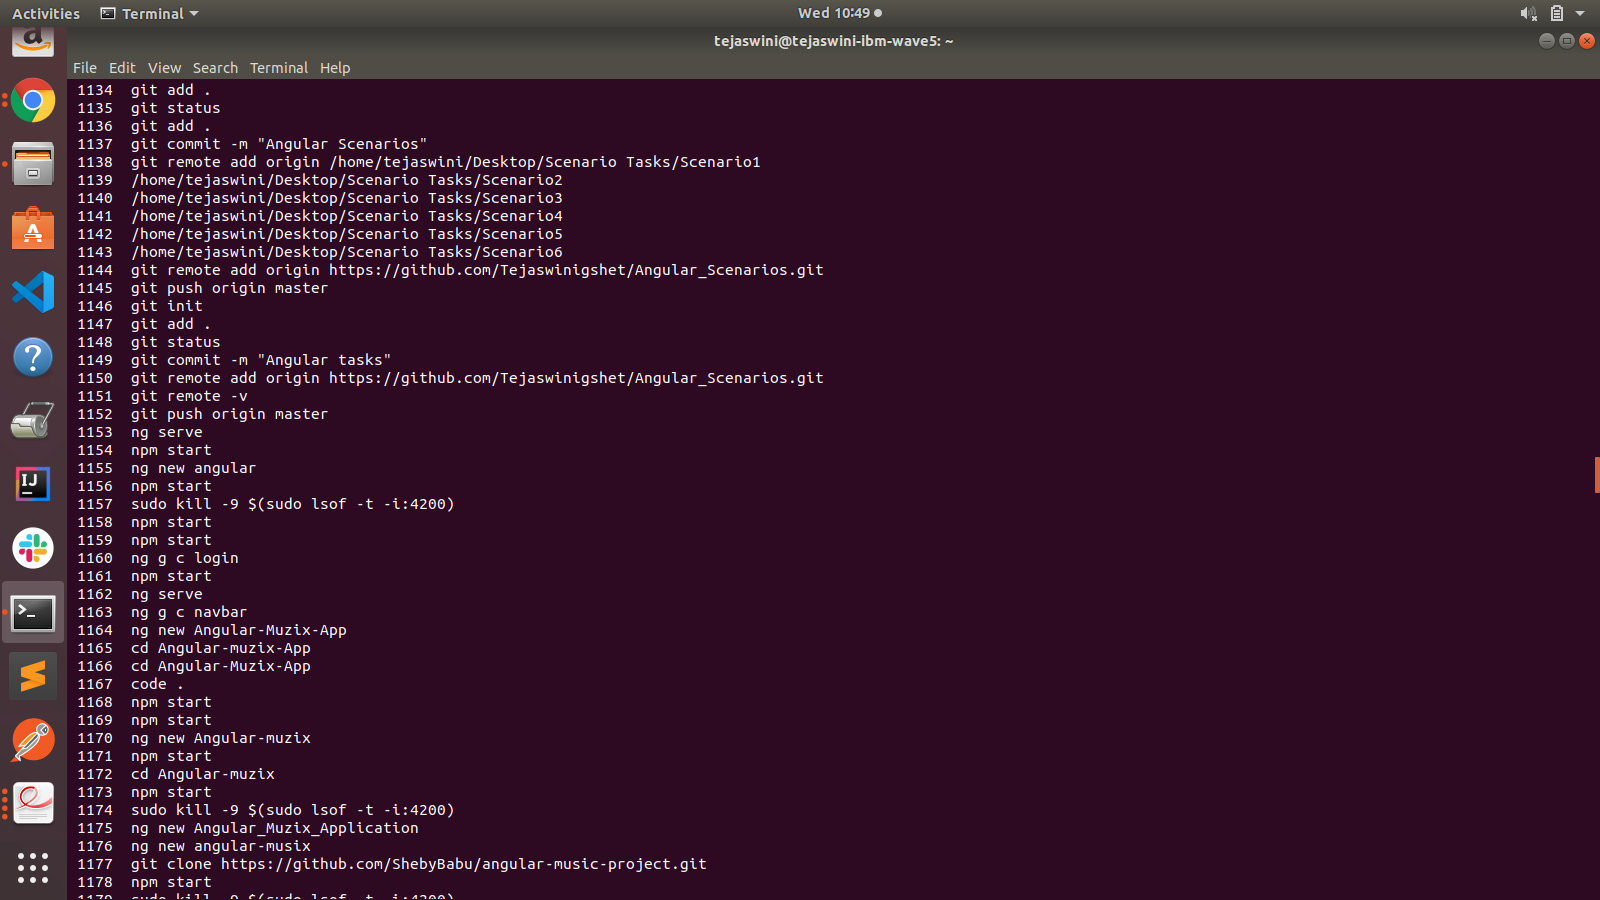 Activities Terminal Wed 10:49
tejaswini@tejaswini-ibm-wave5: ~
File Edit View Search Terminal Help
1134 git add .
1135 git status
1136 git add .
1137 git commit -m "Angular Scenarios"
1138 git remote add origin /home/tejaswini/Desktop/Scenario Tasks/Scenario1
1139 /home/tejaswini/Desktop/Scenario Tasks/Scenario2
1140 /home/tejaswini/Desktop/Scenario Tasks/Scenario3
1141 /home/tejaswini/Desktop/Scenario Tasks/Scenario4
1142 /home/tejaswini/Desktop/Scenario Tasks/Scenario5
1143 /home/tejaswini/Desktop/Scenario Tasks/Scenario6
1144 git remote add origin https://github.com/Tejaswinigshet/Angular_Scenarios.git
1145 git push origin master
1146 git init
1147 git add .
1148 git status
1149 git commit -m "Angular tasks"
1150 git remote add origin https://github.com/Tejaswinigshet/Angular_Scenarios.git
1151 git remote -v
1152 git push origin master
1153 ng serve
1154 npm start
1155 ng new angular
1156 npm start
1157 sudo kill -9 $(sudo lsof -t -i:4200)
1158 npm start
1159 npm start
1160 ng g c login
1161 npm start
1162 ng serve
1163 ng g c navbar
1164 ng new Angular-Muzix-App
1165 cd Angular-muzix-App
1166 cd Angular-Muzix-App
1167 code .
1168 npm start
1169 npm start
1170 ng new Angular-muzix
1171 npm start
1172 cd Angular-muzix
1173 npm start
1174 sudo kill -9 $(sudo lsof -t -i:4200)
1175 ng new Angular_Muzix_Application
1176 ng new angular-musix
1177 git clone https://github.com/ShebyBabu/angular-music-project.git
1178 npm start
1179 sudo kill -9 $(sudo lsof -t -i:4200)